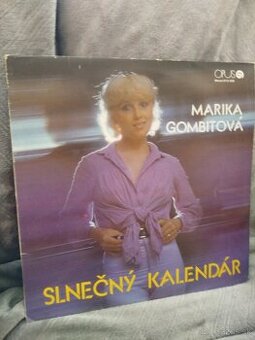 OPUS
MARIKA
GOMBITOVÁ
SLNEČNÝ KALENDÁR